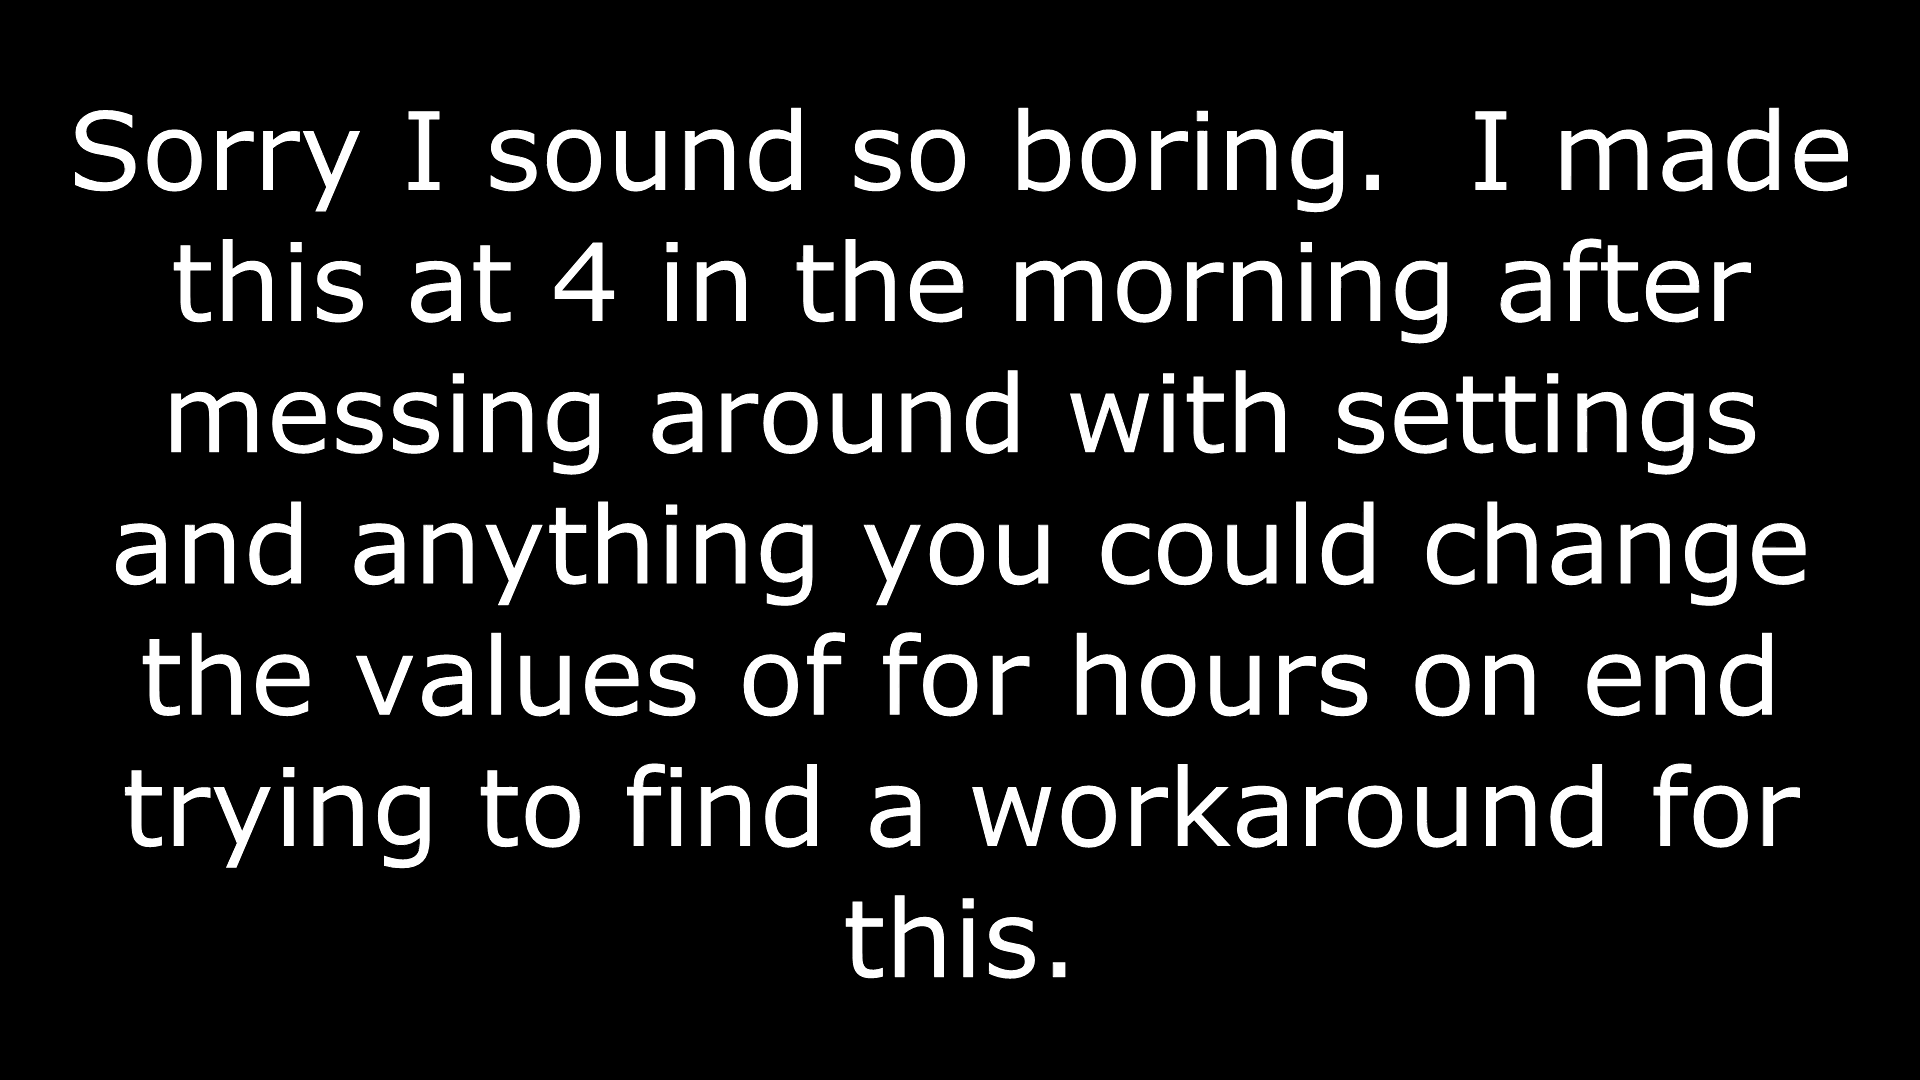 Sorry I sound so boring.  I made
this at 4 in the morning after
messing around with settings
and anything you could change
the values of for hours on end
trying to find a workaround for
this.